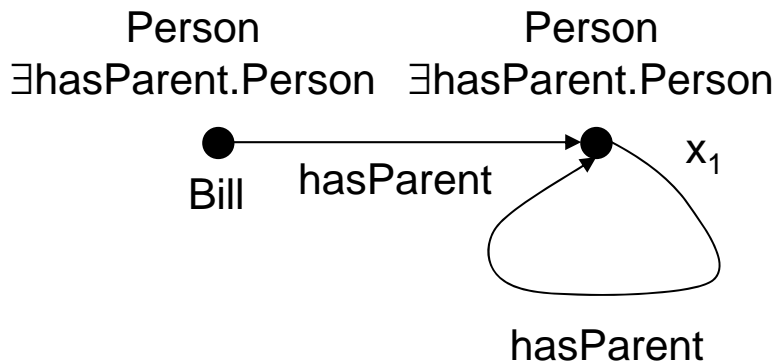 Person
∃hasParent.Person
Person
∃hasParent.Person
Bill
hasParent
x₁
hasParent